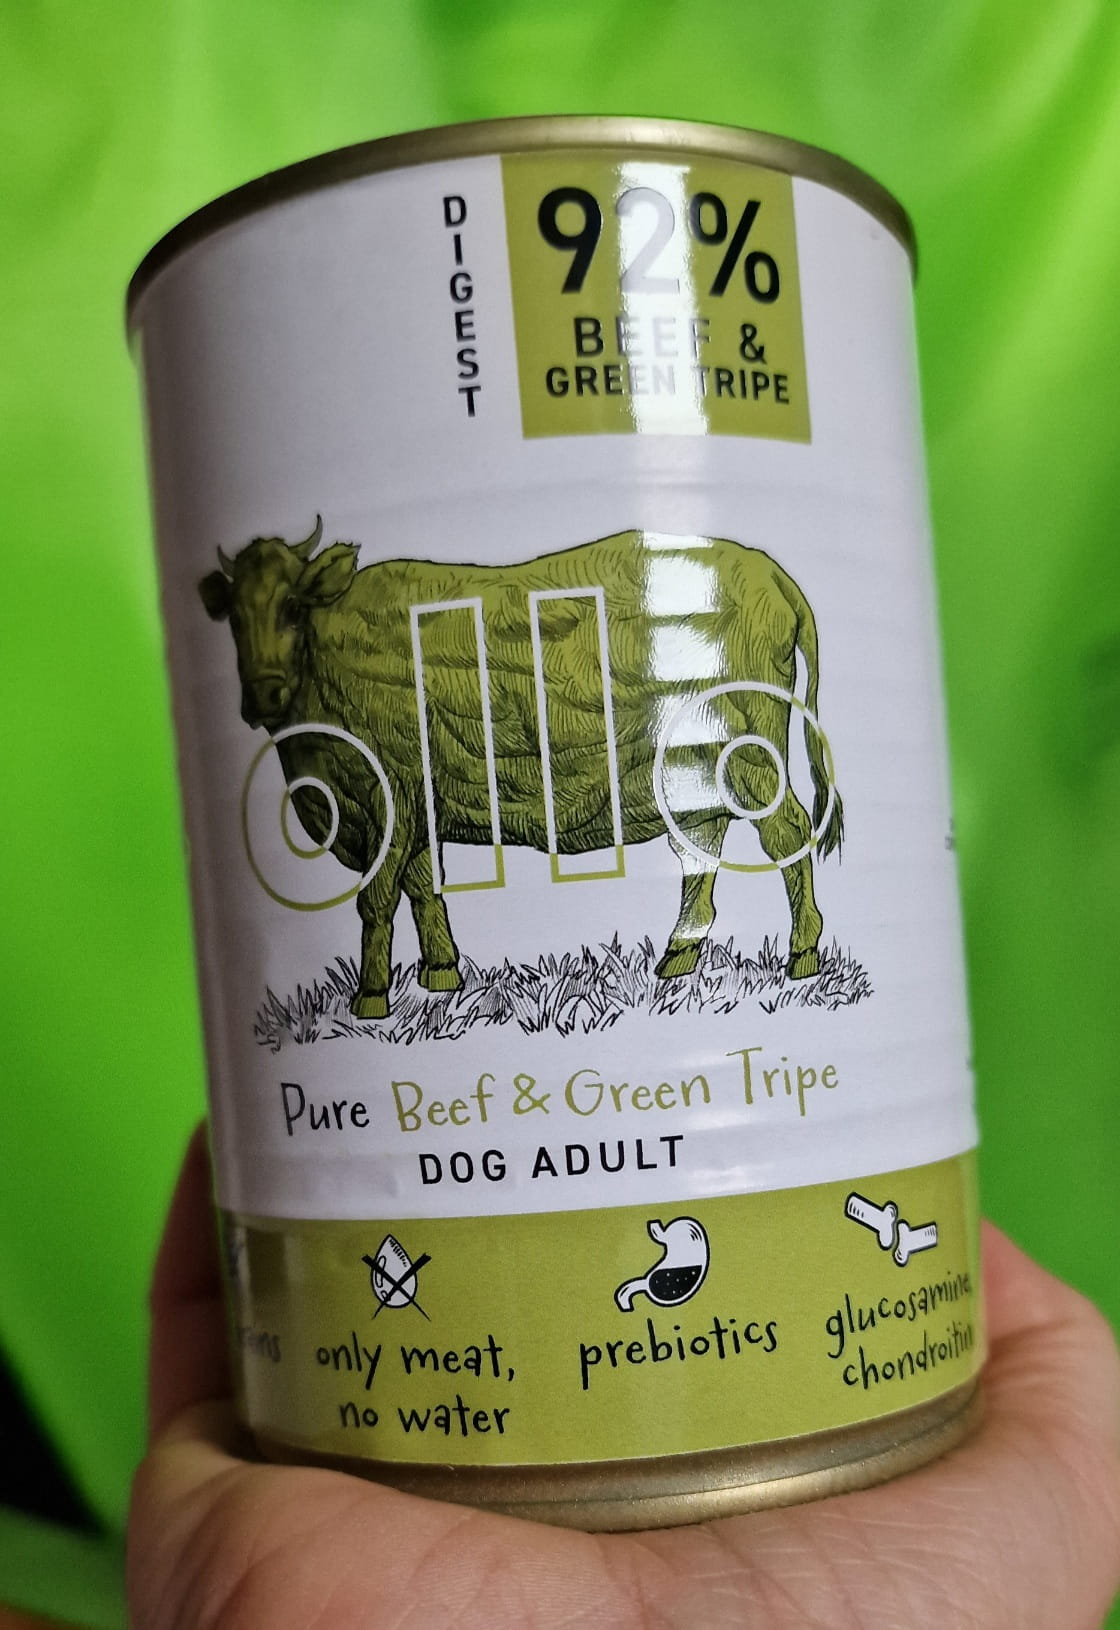 DIGEST
92%
BEEF &
GREEN TRIPE
ollo
Pure Beef & Green Tripe
DOG ADULT
only meat,
no water
prebiotics
glucosamine,
chondroitin